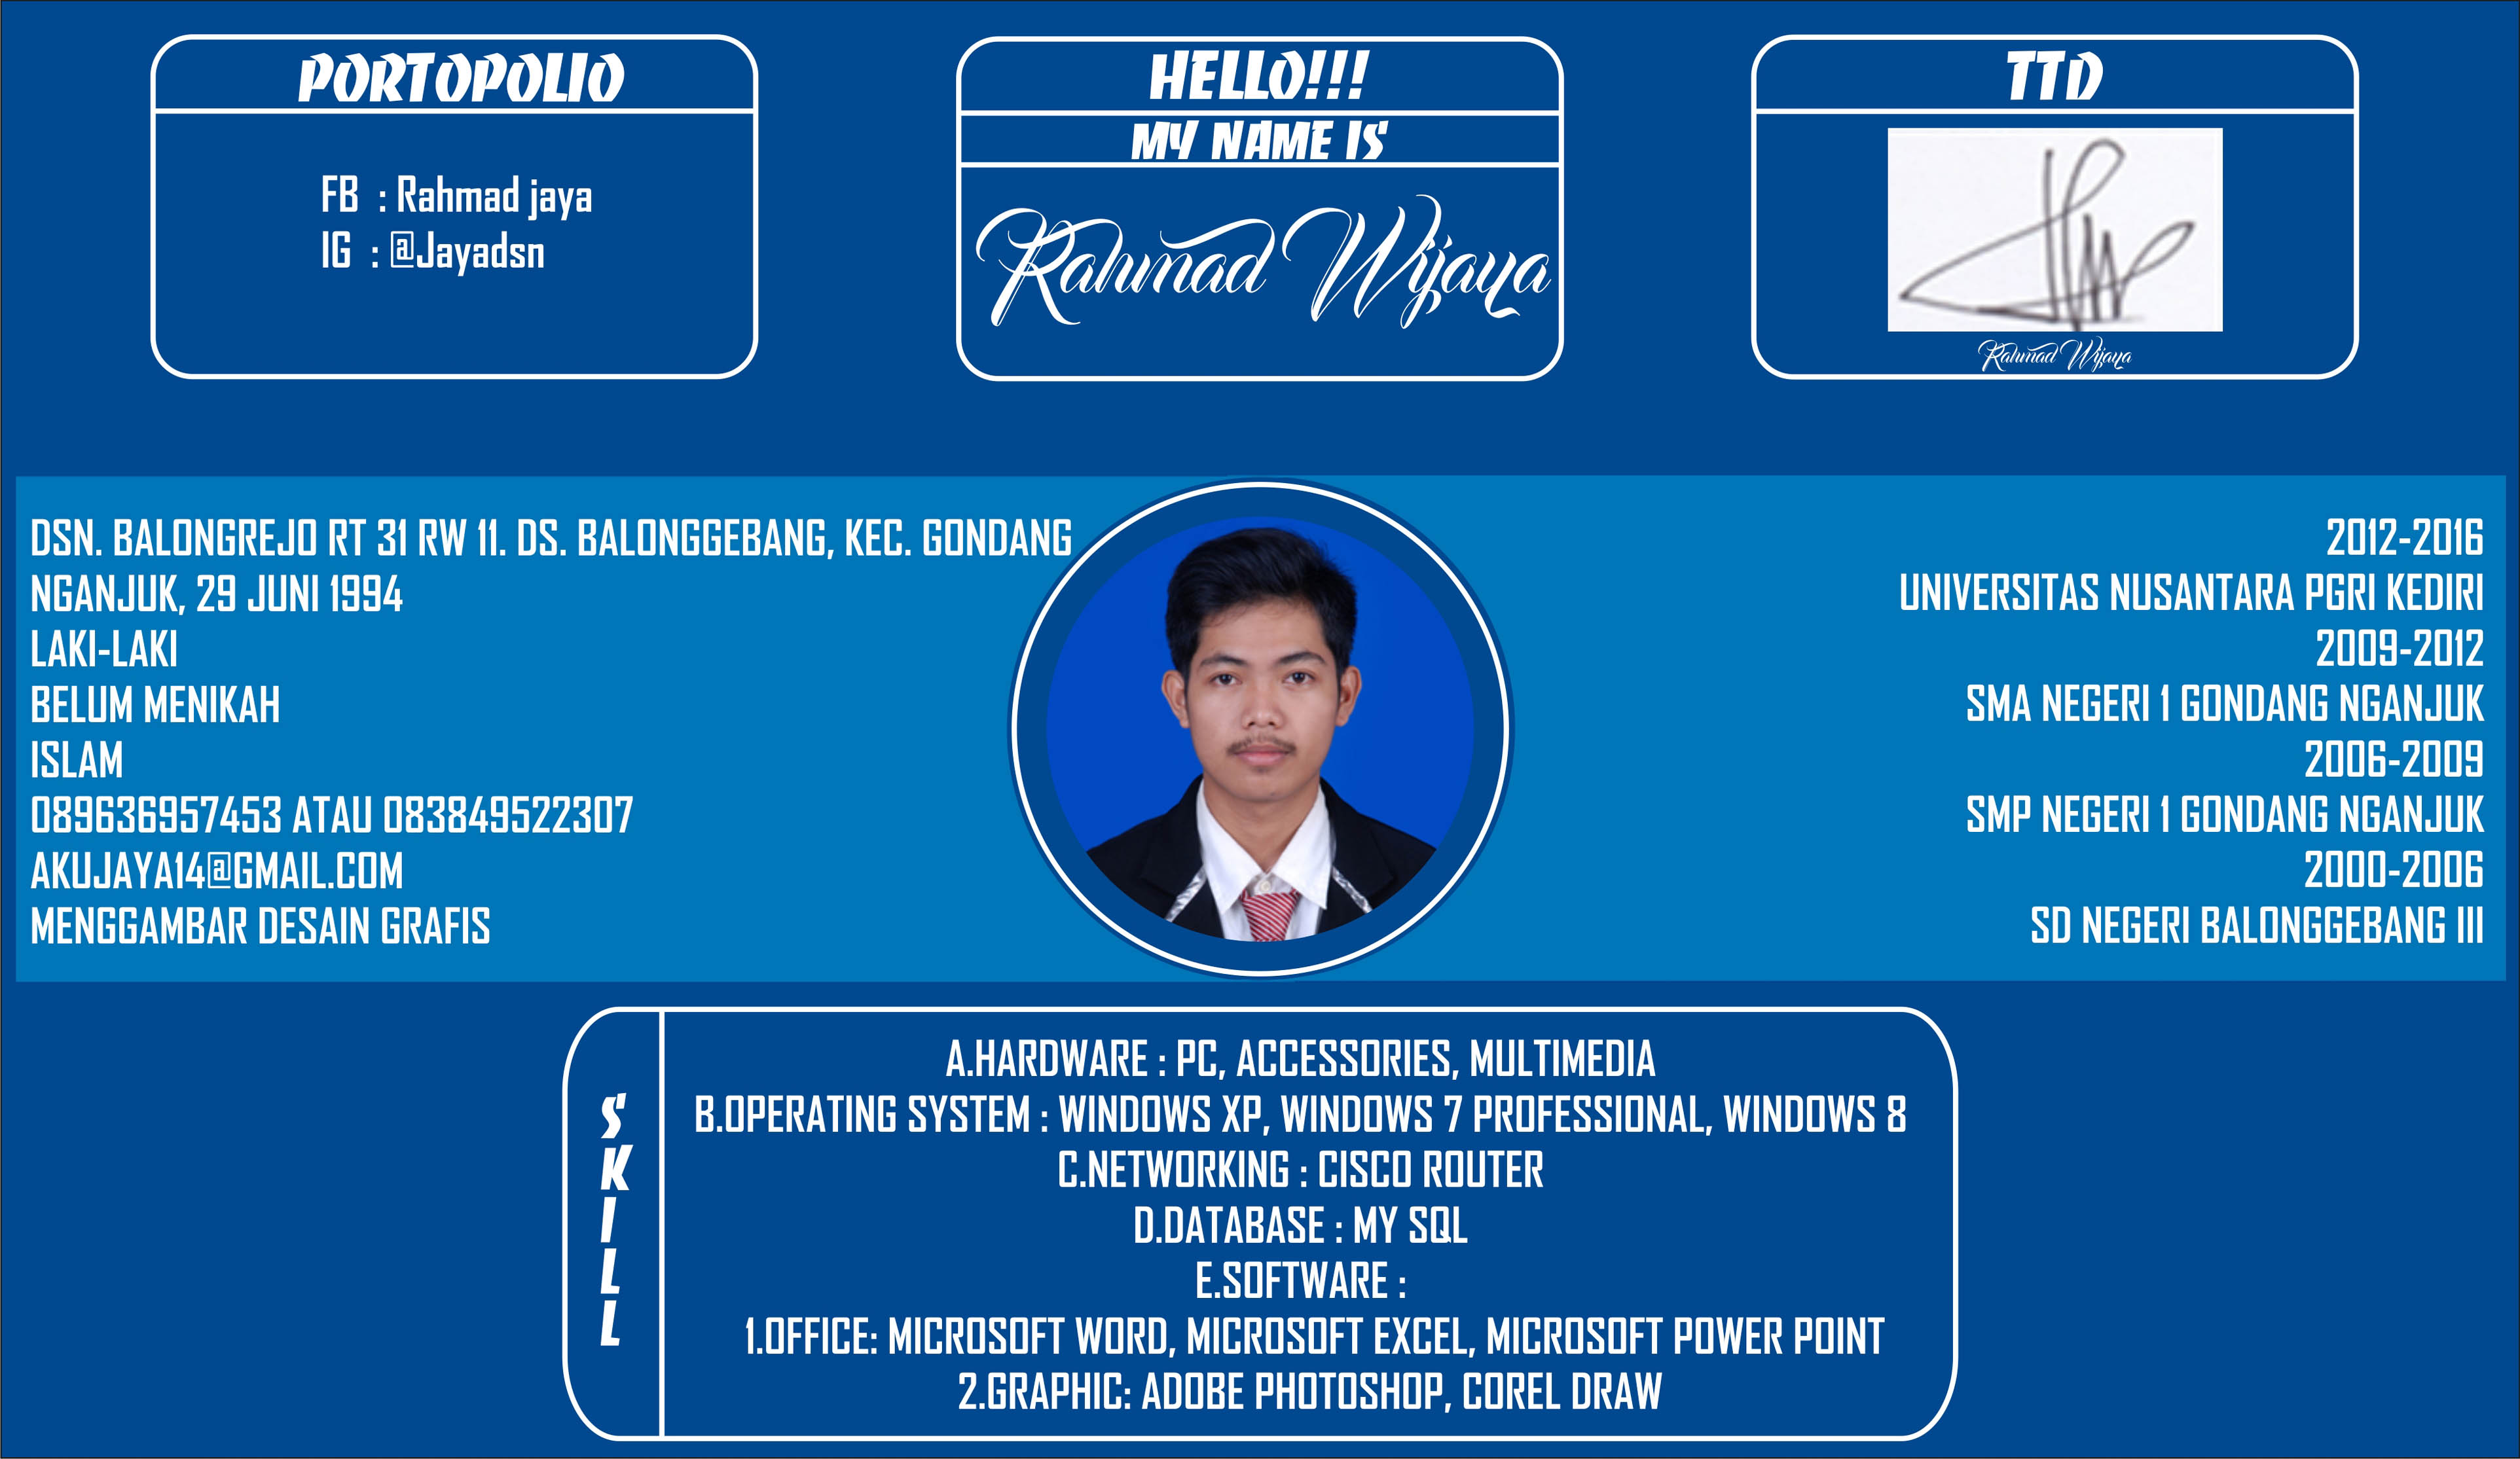 PORTOPOLIO
FB : Rahmad jaya
IG : @Jayadsn
HELLO!!!
MY NAME IS
Rahmad Wijaya
TTD
Rahmad Wijaya
DSN. BALONGREJO RT 31 RW 11. DS. BALONGGEBANG, KEC. GONDANG
NGANJUK, 29 JUNI 1994
LAKI-LAKI
BELUM MENIKAH
ISLAM
089636957453 ATAU 083849522307
AKUJAYA14@GMAIL.COM
MENGGAMBAR DESAIN GRAFIS
2012-2016
UNIVERSITAS NUSANTARA PGRI KEDIRI
2009-2012
SMA NEGERI 1 GONDANG NGANJUK
2006-2009
SMP NEGERI 1 GONDANG NGANJUK
2000-2006
SD NEGERI BALONGGEBANG III
SKILL
A.HARDWARE : PC, ACCESSORIES, MULTIMEDIA
B.OPERATING SYSTEM : WINDOWS XP, WINDOWS 7 PROFESSIONAL, WINDOWS 8
C.NETWORKING : CISCO ROUTER
D.DATABASE : MY SQL
E.SOFTWARE :
1.OFFICE: MICROSOFT WORD, MICROSOFT EXCEL, MICROSOFT POWER POINT
2.GRAPHIC: ADOBE PHOTOSHOP, COREL DRAW